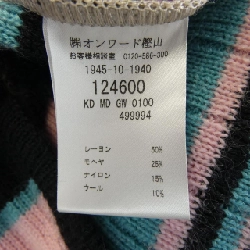 ㈱オンワード樫山
お客様相談室 0120-586-300
1945-10-1940
124600
KD MD GW 0100
499994
レーヨン 50%
モヘヤ 25%
ナイロン 15%
ウール 10%